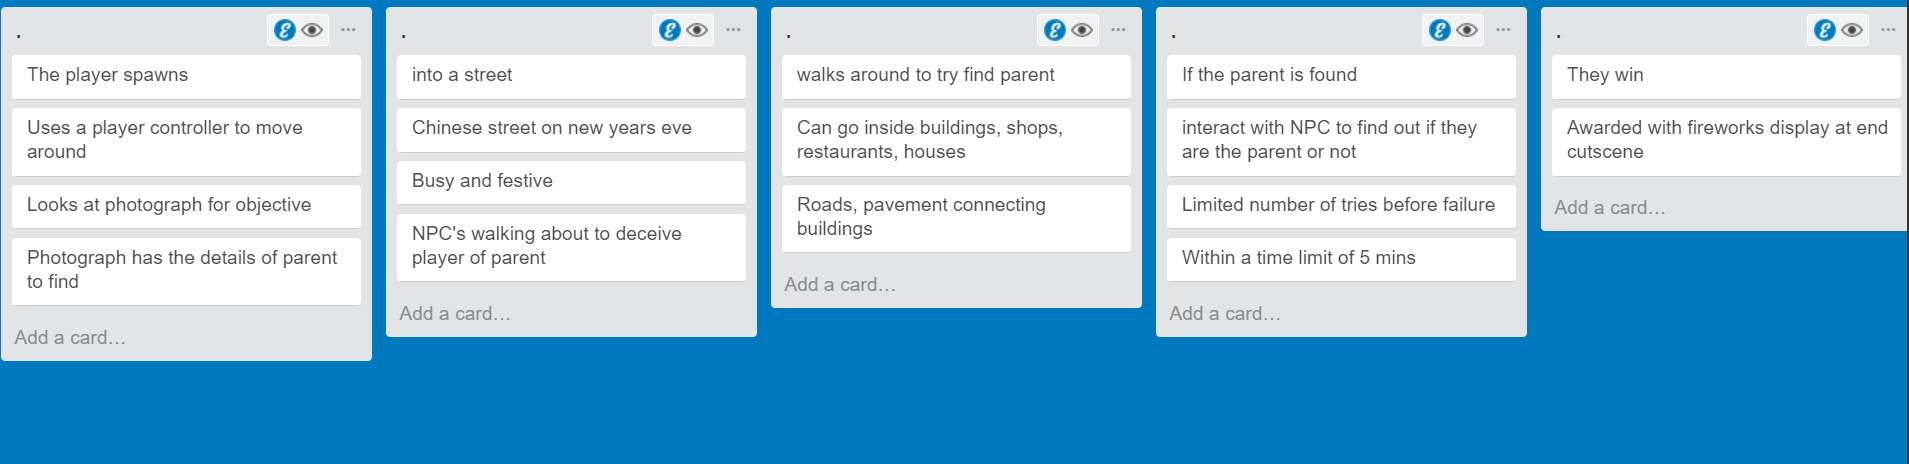 .
The player spawns
Uses a player controller to move
around
Looks at photograph for objective
Photograph has the details of parent
to find
Add a card…
.
into a street
Chinese street on new years eve
Busy and festive
NPC's walking about to deceive
player of parent
Add a card…
.
walks around to try find parent
Can go inside buildings, shops,
restaurants, houses
Roads, pavement connecting
buildings
Add a card…
.
If the parent is found
interact with NPC to find out if they
are the parent or not
Limited number of tries before failure
Within a time limit of 5 mins
Add a card…
.
They win
Awarded with fireworks display at end
cutscene
Add a card…